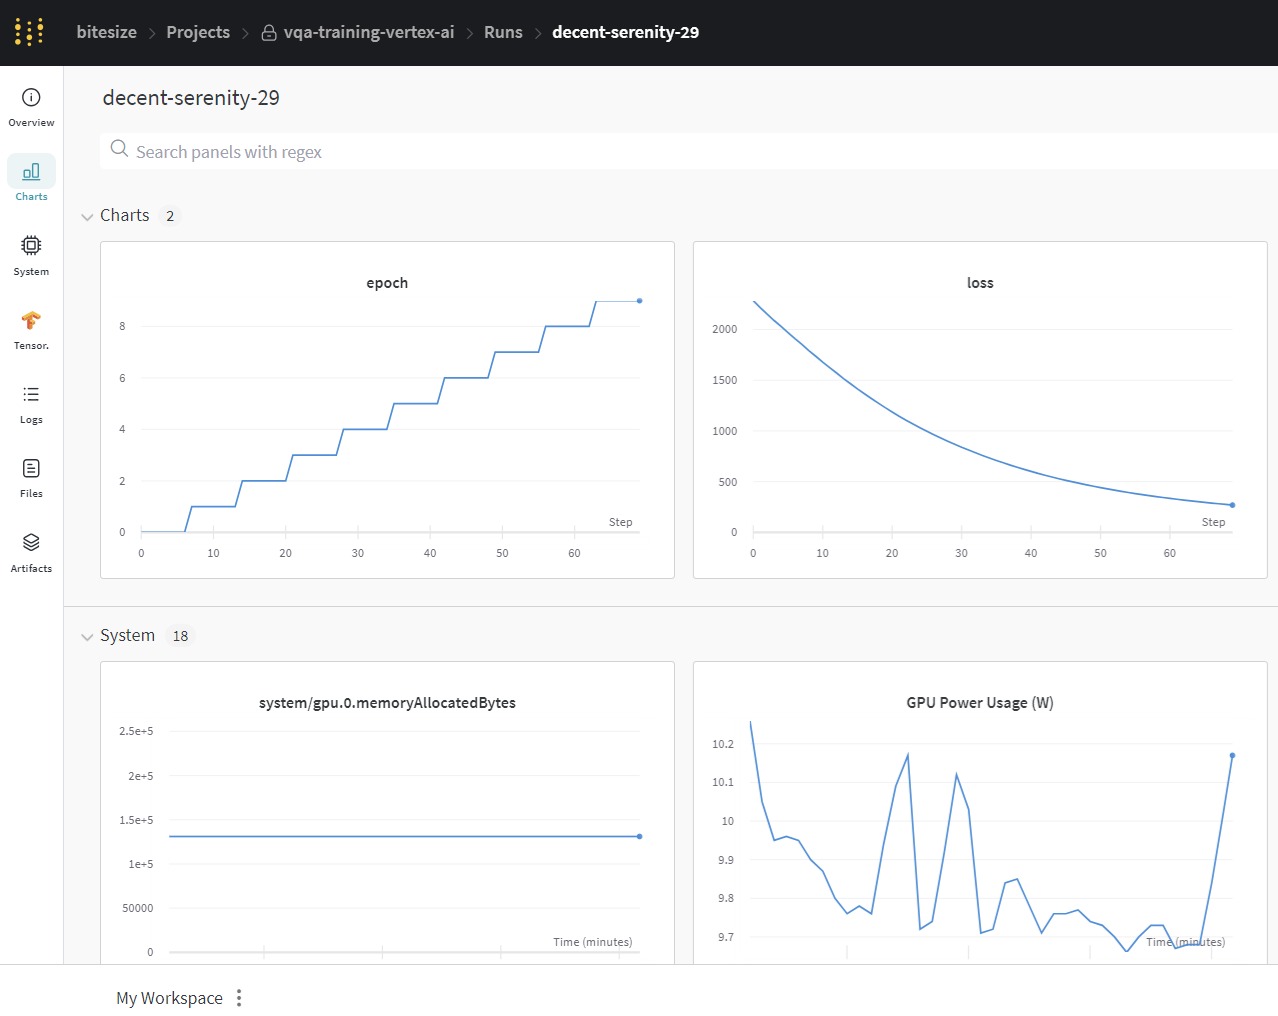 bitesize > Projects > vqa-training-vertex-ai > Runs > decent-serenity-29
Overview
Charts
System
Tensor.
Logs
Files
Artifacts
decent-serenity-29
Search panels with regex
Charts 2
epoch
8
6
4
2
0
Step
0 10 20 30 40 50 60
loss
2000
1500
1000
500
0
Step
0 10 20 30 40 50 60
System 18
system/gpu.0.memoryAllocatedBytes
2.5e+5
2e+5
1.5e+5
1e+5
50000
0
Time (minutes)
GPU Power Usage (W)
10.2
10.1
10
9.9
9.8
9.7
Time (minutes)
My Workspace